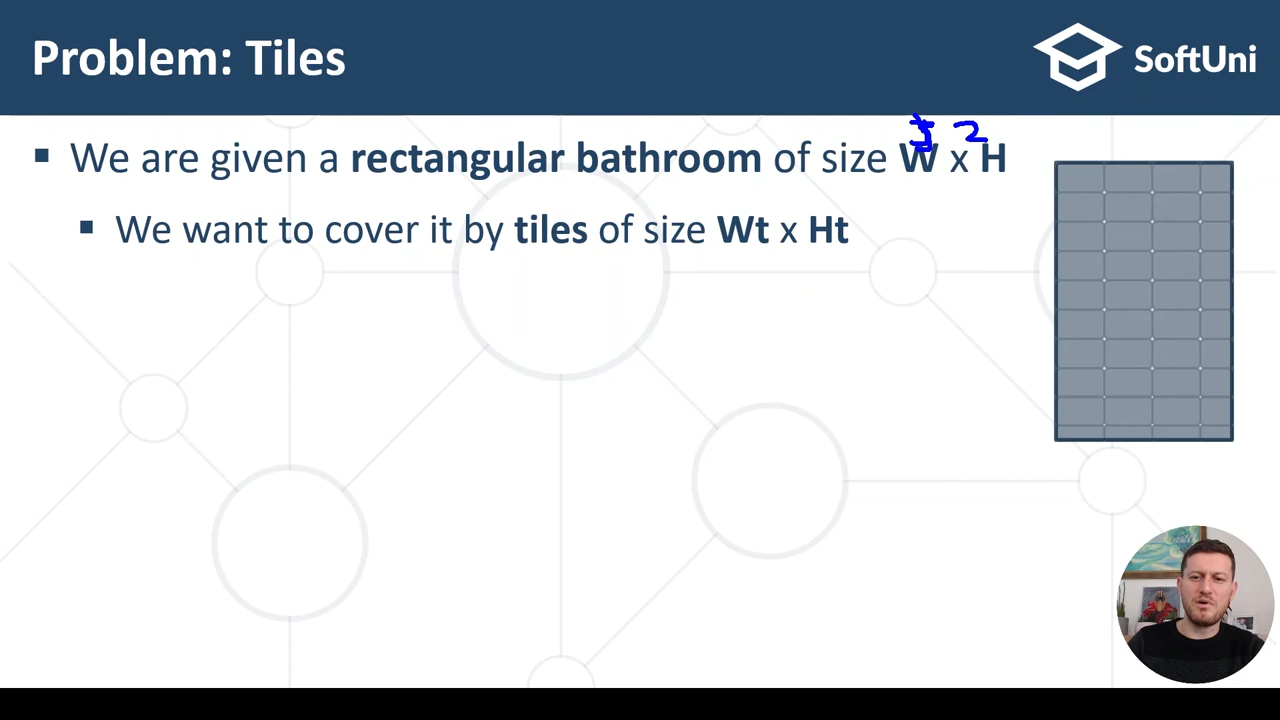 Problem: Tiles
SoftUni
▪ We are given a rectangular bathroom of size W x H
2
▪ We want to cover it by tiles of size Wt x Ht